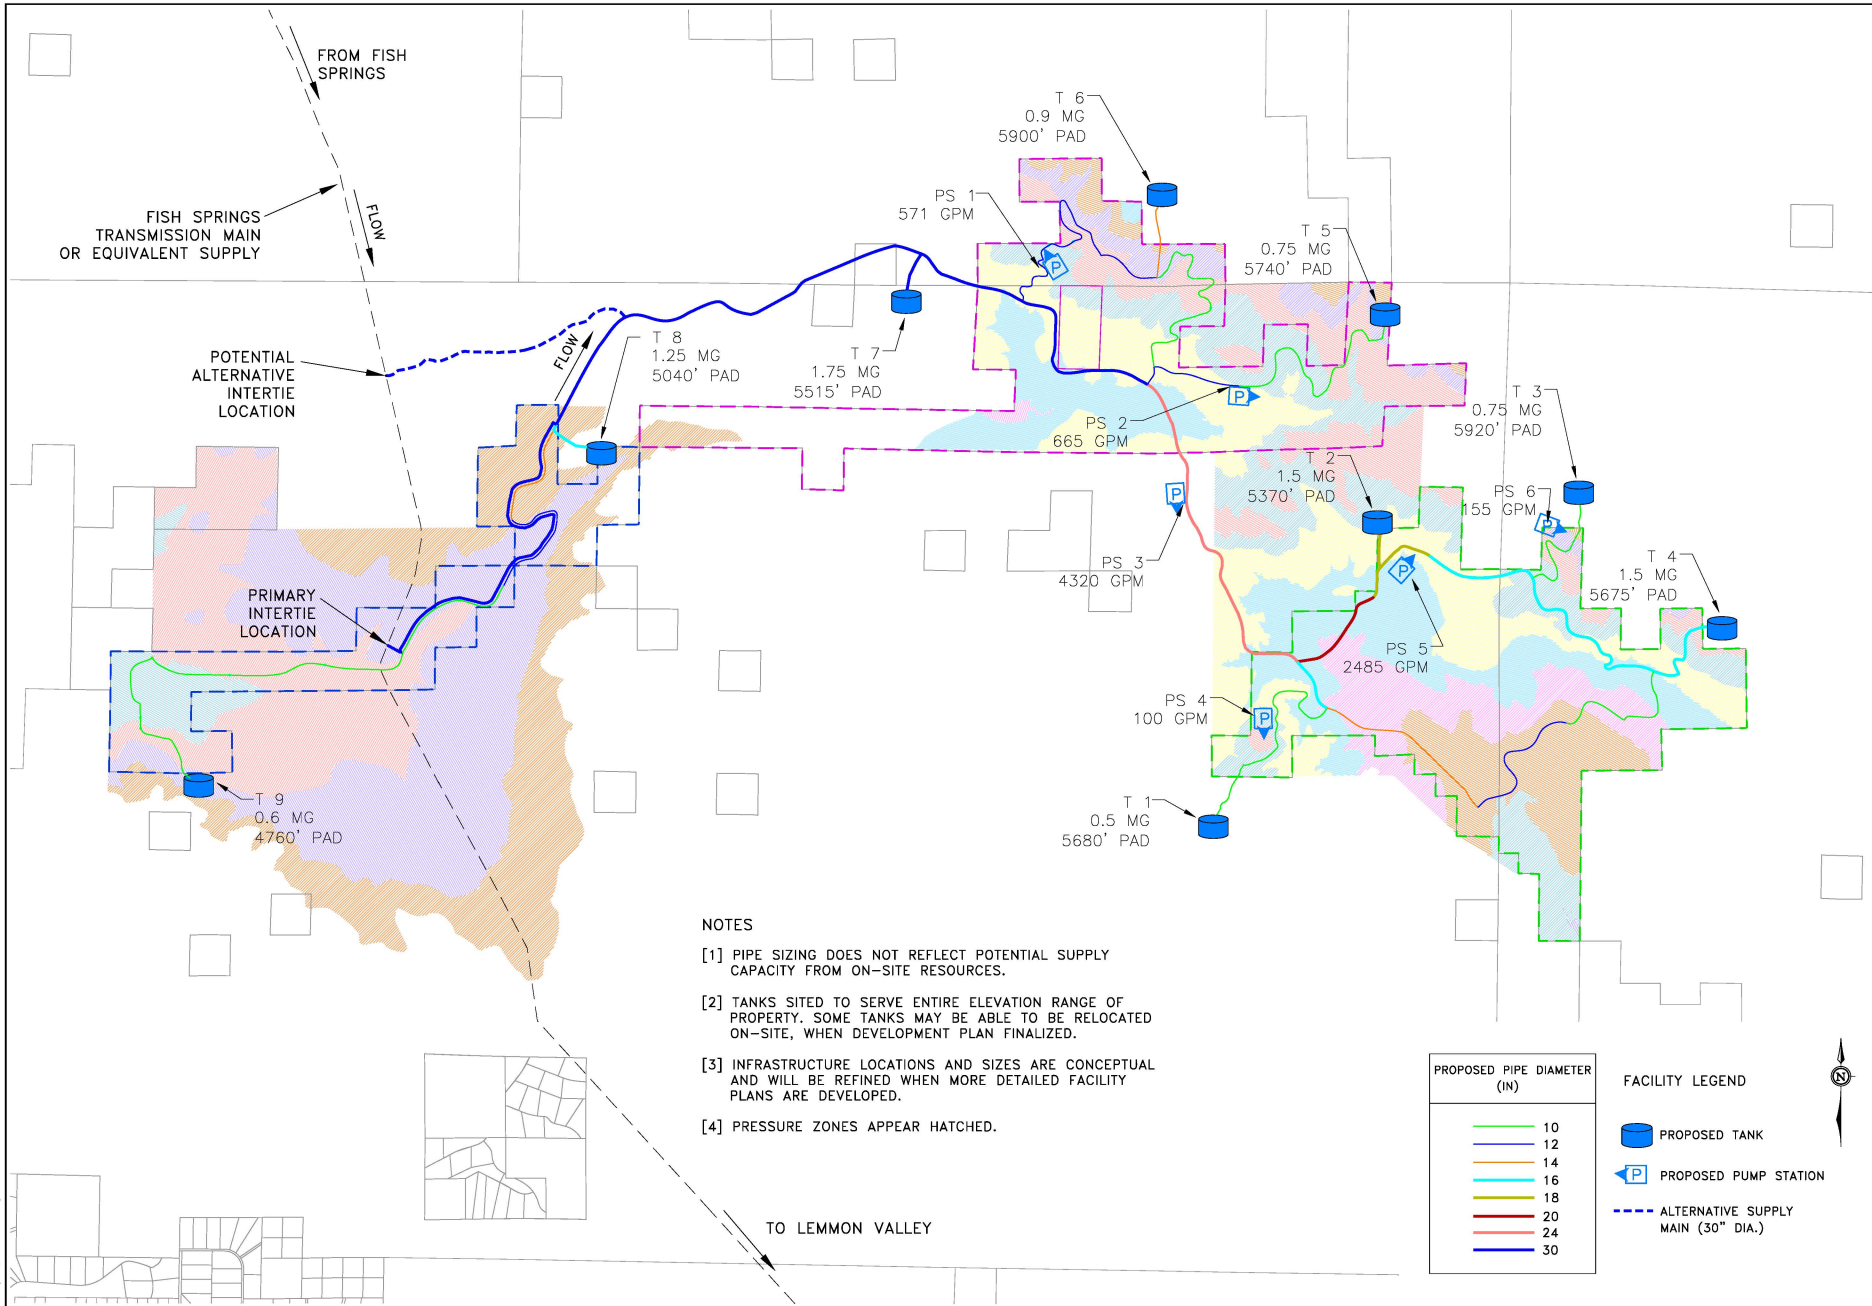 FROM FISH
SPRINGS
FISH SPRINGS
TRANSMISSION MAIN
OR EQUIVALENT SUPPLY
FLOW
POTENTIAL
ALTERNATIVE
INTERTIE
LOCATION
FLOW
T 8
1.25 MG
5040' PAD
T 7
1.75 MG
5515' PAD
PS 1
571 GPM
T 6
0.9 MG
5900' PAD
T 5
0.75 MG
5740' PAD
PS 2
665 GPM
T 3
0.75 MG
5920' PAD
T 2
1.5 MG
5370' PAD
PS 6
155 GPM
PS 3
4320 GPM
T 4
1.5 MG
5675' PAD
PS 5
2485 GPM
PS 4
100 GPM
T 1
0.5 MG
5680' PAD
PRIMARY
INTERTIE
LOCATION
T 9
0.6 MG
4760' PAD
P
P
P
P
P
P
NOTES
[1] PIPE SIZING DOES NOT REFLECT POTENTIAL SUPPLY
CAPACITY FROM ON-SITE RESOURCES.
[2] TANKS SITED TO SERVE ENTIRE ELEVATION RANGE OF
PROPERTY. SOME TANKS MAY BE ABLE TO BE RELOCATED
ON-SITE, WHEN DEVELOPMENT PLAN FINALIZED.
[3] INFRASTRUCTURE LOCATIONS AND SIZES ARE CONCEPTUAL
AND WILL BE REFINED WHEN MORE DETAILED FACILITY
PLANS ARE DEVELOPED.
[4] PRESSURE ZONES APPEAR HATCHED.
TO LEMMON VALLEY
PROPOSED PIPE DIAMETER
(IN)
10
12
14
16
18
20
24
30
FACILITY LEGEND
PROPOSED TANK
P PROPOSED PUMP STATION
ALTERNATIVE SUPPLY
MAIN (30" DIA.)
N